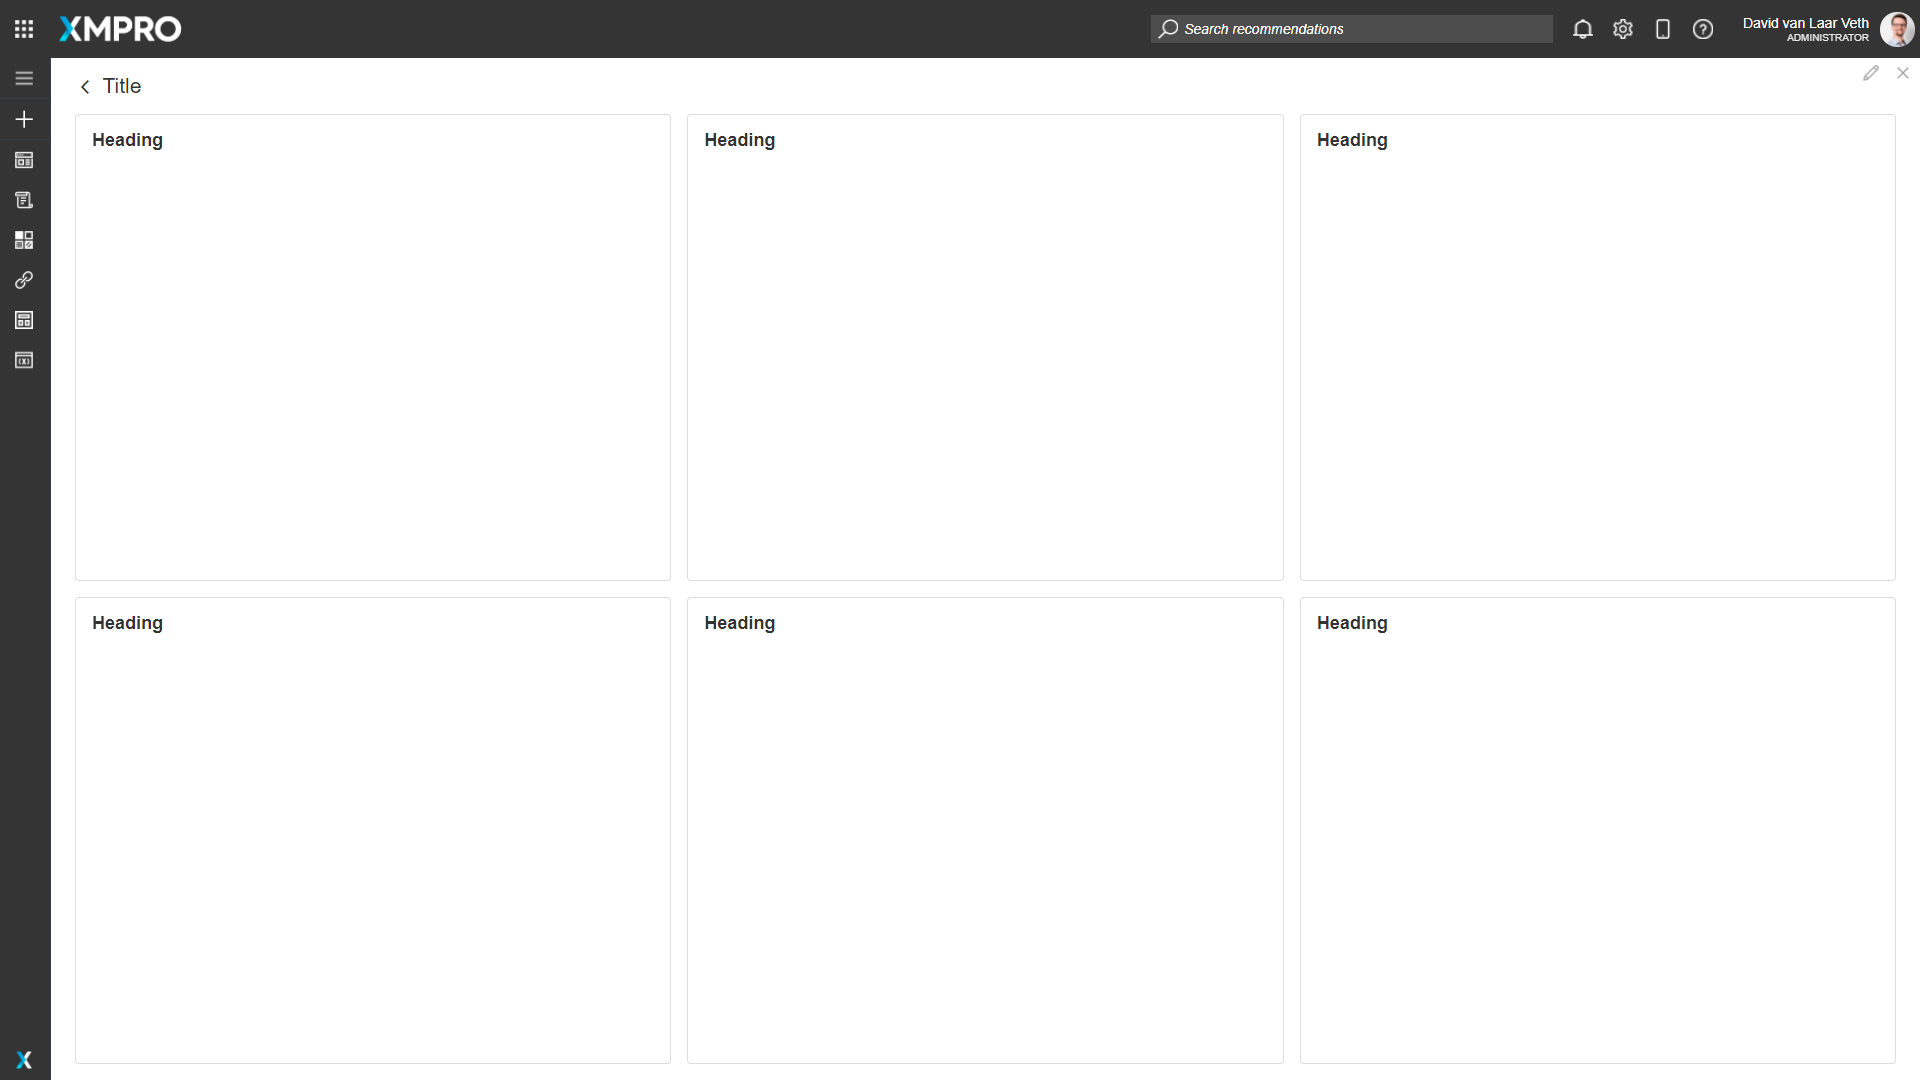 XMPRO
Search recommendations
David van Laar Veth
ADMINISTRATOR
Title
Heading
Heading
Heading
Heading
Heading
Heading